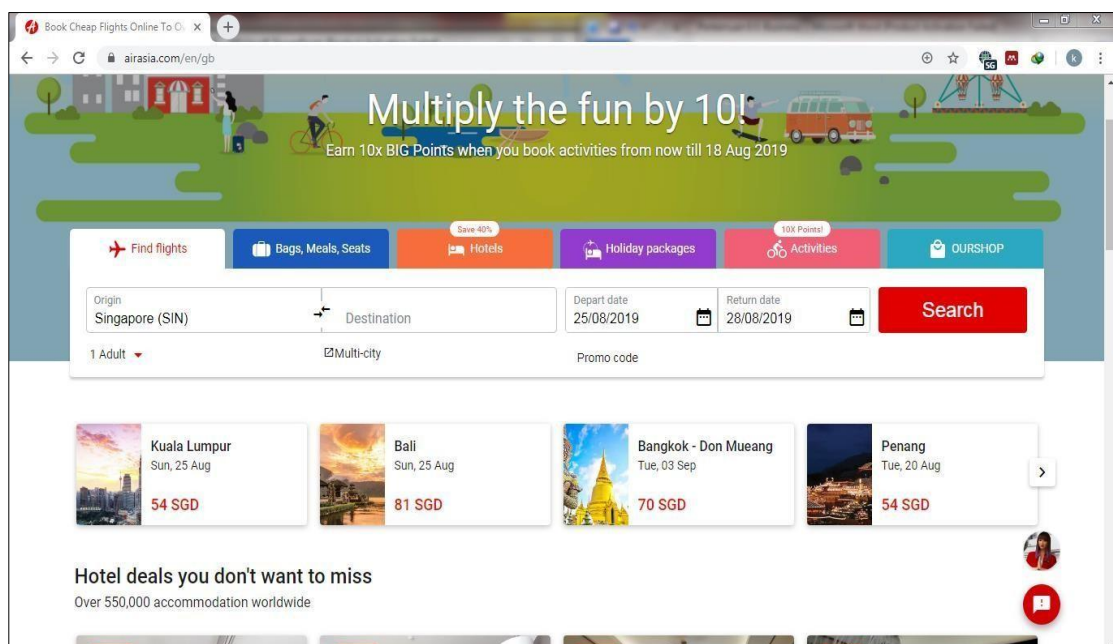 Book Cheap Flights Online To O
airasia.com/en/gb
SG
k
Multiply the fun by 10!
Earn 10x BIG Points when you book activities from now till 18 Aug 2019
Save 40%
10X Points!
Find flights
Bags, Meals, Seats
Hotels
Holiday packages
Activities
OURSHOP
Origin
Singapore (SIN)
Destination
Depart date
25/08/2019
Return date
28/08/2019
Search
1 Adult
Multi-city
Promo code
Kuala Lumpur
Sun, 25 Aug
54 SGD
Bali
Sun, 25 Aug
81 SGD
Bangkok - Don Mueang
Tue, 03 Sep
70 SGD
Penang
Tue, 20 Aug
54 SGD
Hotel deals you don't want to miss
Over 550,000 accommodation worldwide